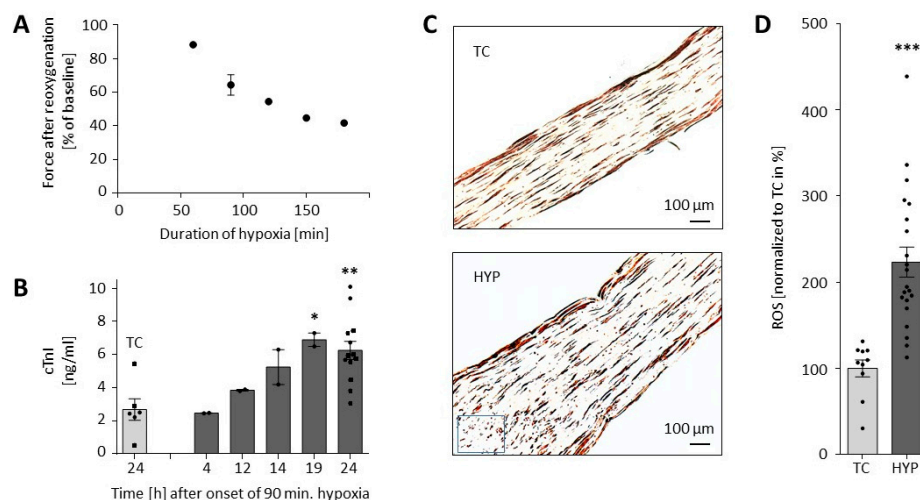 A
Force after reoxygenation
[% of baseline]
100
80
60
40
20
0
0
50
100
150
Duration of hypoxia [min]
B
cTnI
[ng/ml]
10
8
6
4
2
0
TC
*
**
24
4
12
14
19
24
Time [h] after onset of 90 min. hypoxia
C
TC
100 µm
HYP
100 µm
D
ROS [normalized to TC in %]
500
400
300
200
100
0
***
TC
HYP